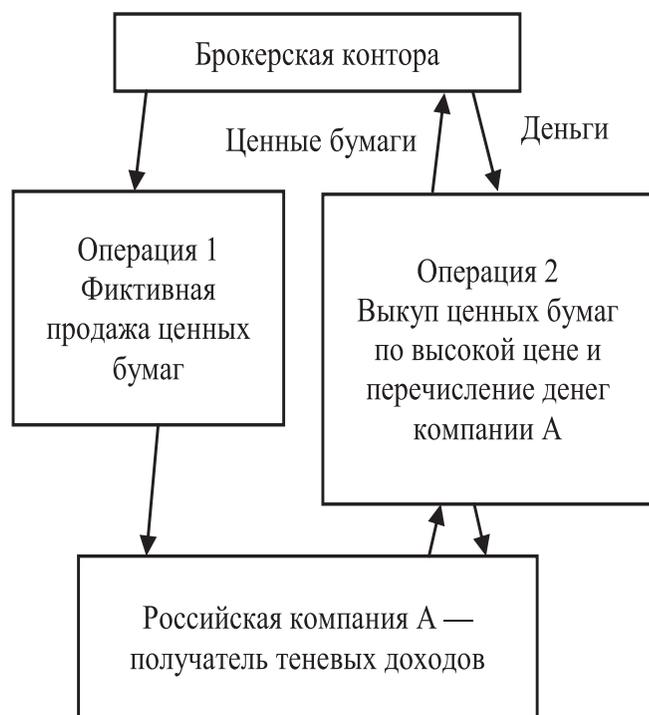 Брокерская контора
Ценные бумаги
Деньги
Операция 1
Фиктивная
продажа ценных
бумаг
Операция 2
Выкуп ценных бумаг
по высокой цене и
перечисление денег
компании А
Российская компания А —
получатель теневых доходов